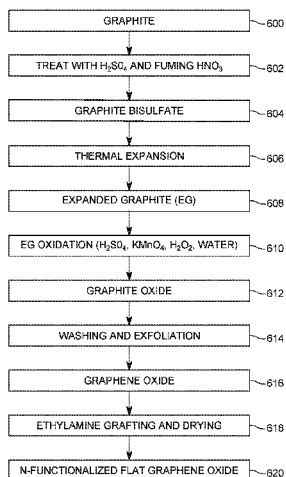 GRAPHITE
600
TREAT WITH H₂SO₄ AND FUMING HNO₃
602
GRAPHITE BISULFATE
604
THERMAL EXPANSION
606
EXPANDED GRAPHITE (EG)
608
EG OXIDATION (H₂SO₄, KMnO₄, H₂O₂, WATER)
610
GRAPHITE OXIDE
612
WASHING AND EXFOLIATION
614
GRAPHENE OXIDE
616
ETHYLAMINE GRAFTING AND DRYING
618
N-FUNCTIONALIZED FLAT GRAPHENE OXIDE
620